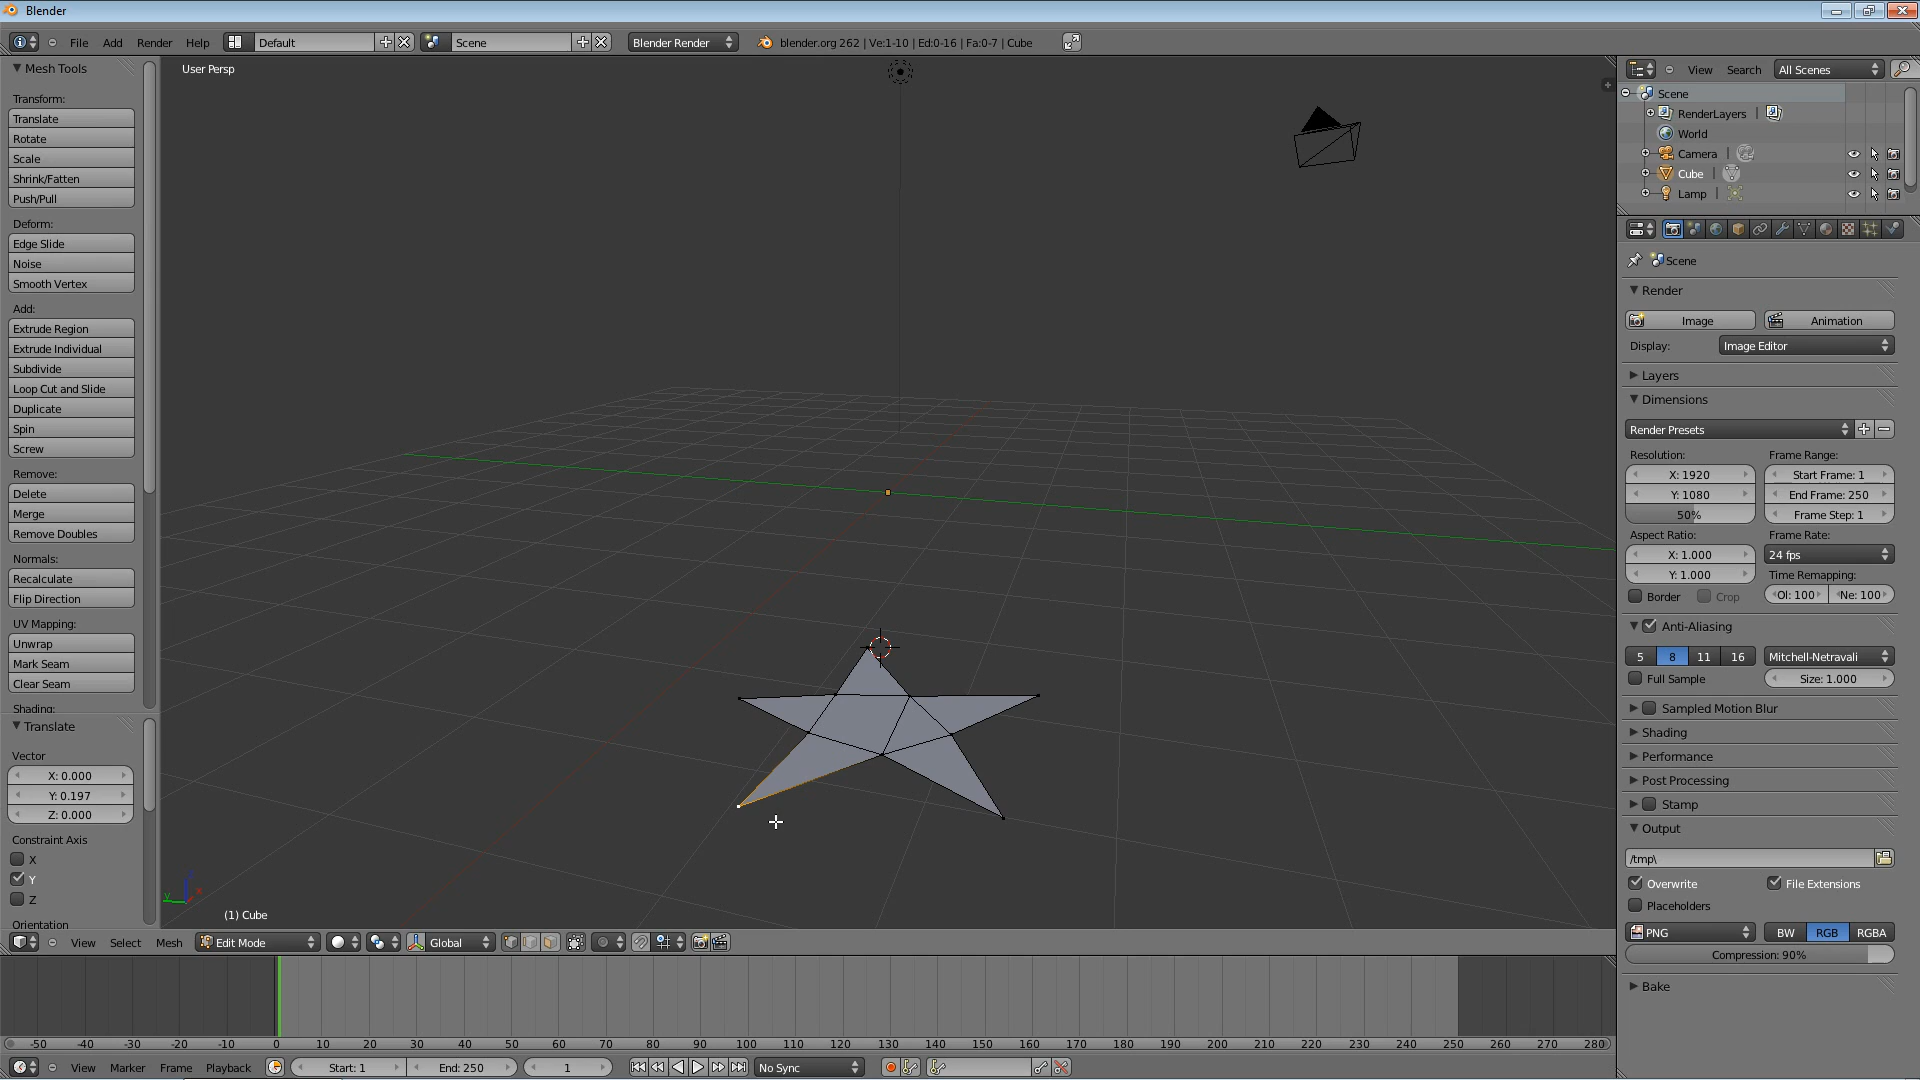 Blender
File Add Render Help Default Scene Blender Render blender.org 262 | Ve:1-10 | Ed:0-16 | Fa:0-7 | Cube
Mesh Tools
Transform:
Translate
Rotate
Scale
Shrink/Fatten
Push/Pull
Deform:
Edge Slide
Noise
Smooth Vertex
Add:
Extrude Region
Extrude Individual
Subdivide
Loop Cut and Slide
Duplicate
Spin
Screw
Remove:
Delete
Merge
Remove Doubles
Normals:
Recalculate
Flip Direction
UV Mapping:
Unwrap
Mark Seam
Clear Seam
Shading:
Translate
Vector
X: 0.000
Y: 0.197
Z: 0.000
Constraint Axis
X
Y
Z
Orientation
User Persp
(1) Cube
View Select Mesh Edit Mode Global
-50 -40 -30 -20 -10 0 10 20 30 40 50 60 70 80 90 100 110 120 130 140 150 160 170 180 190 200 210 220 230 240 250 260 270 280
View Marker Frame Playback Start: 1 End: 250 1 No Sync
View Search All Scenes
Scene
RenderLayers |
World
Camera |
Cube |
Lamp |
Scene
Render
Image Animation
Display: Image Editor
Layers
Dimensions
Render Presets
Resolution: Frame Range:
X: 1920 Start Frame: 1
Y: 1080 End Frame: 250
50% Frame Step: 1
Aspect Ratio: Frame Rate:
X: 1.000 24 fps
Y: 1.000 Time Remapping:
Border Crop Ol: 100 Ne: 100
Anti-Aliasing
5 8 11 16 Mitchell-Netravali
Full Sample Size: 1.000
Sampled Motion Blur
Shading
Performance
Post Processing
Stamp
Output
/tmp\
Overwrite File Extensions
Placeholders
PNG BW RGB RGBA
Compression: 90%
Bake